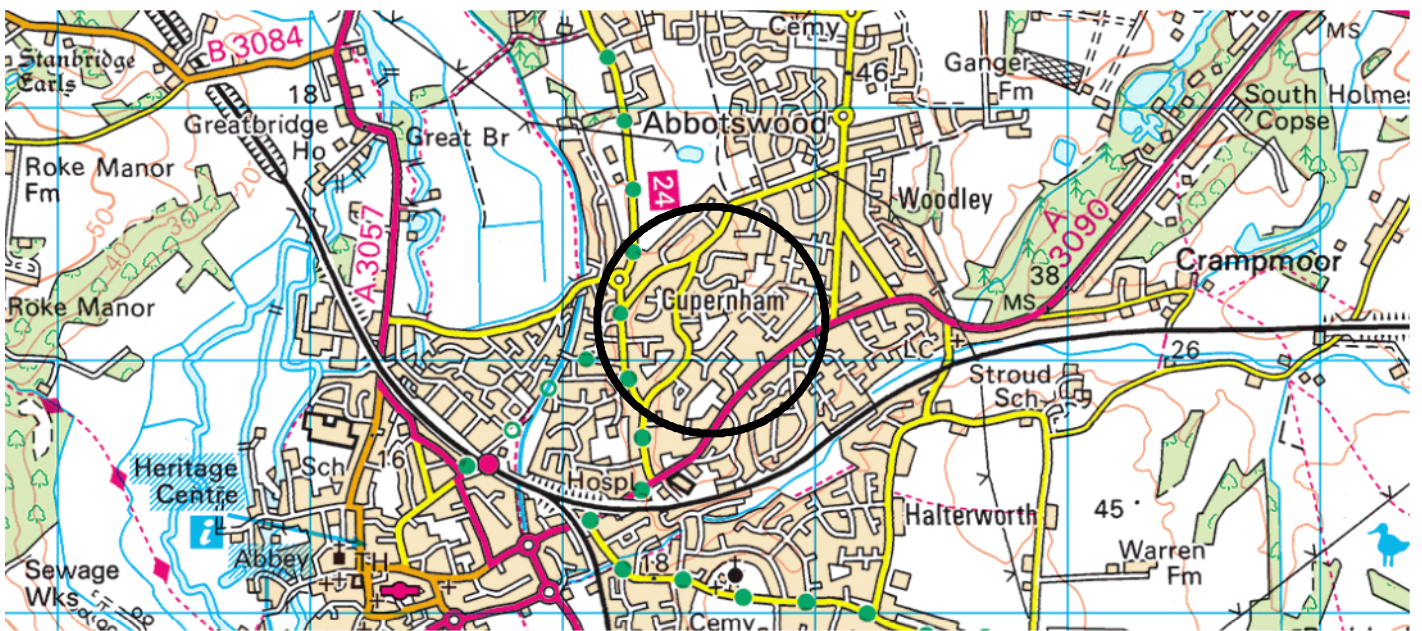 B 3084
Stanbridge
Earls
Cemy
MS
46
Ganger
Fm
18
South Holmes
Copse
Greatbridge
Ho
Great Br
Abbotswood
Roke Manor
Fm
20
30
40
50
24
Woodley
A 3057
A
3090
38
MS
Crampmoor
Roke Manor
Cupernham
LC
26
Stroud
Sch
Heritage
Centre
Sch
16
Hospl
i
Halterworth
45
Abbey
TH
18
Warren
Fm
Sewage
Wks
Cemy